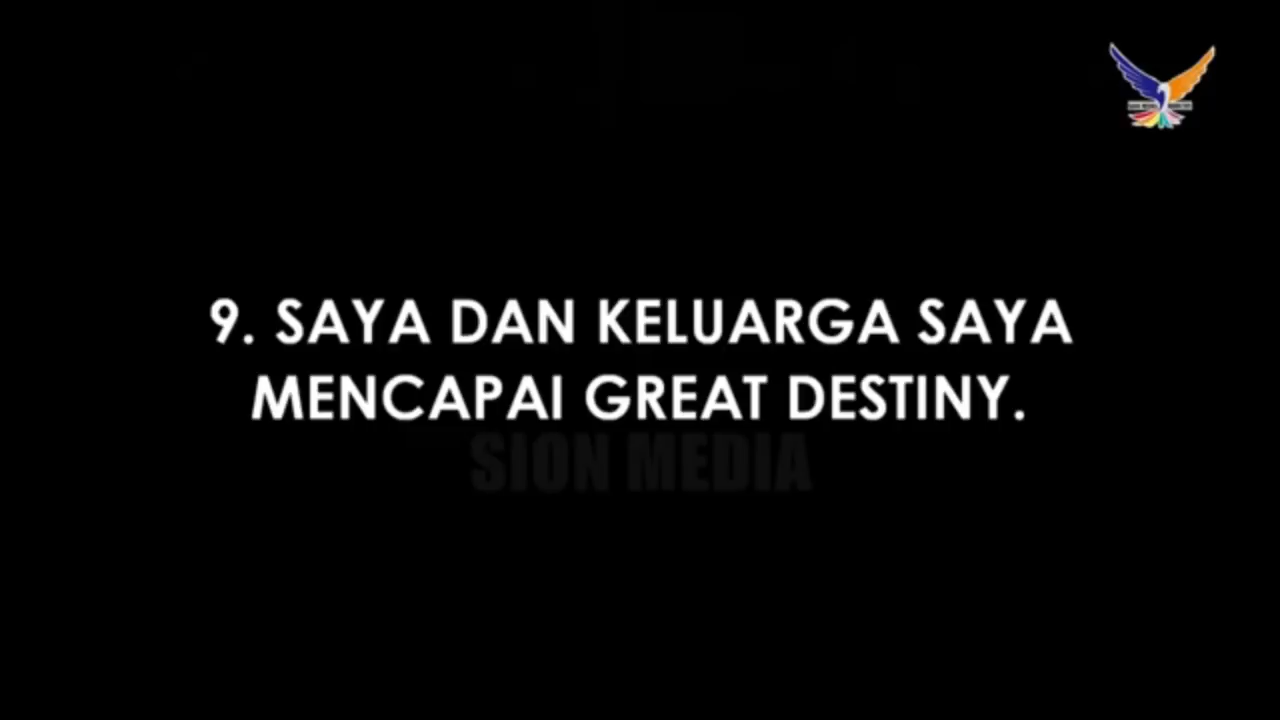 9. SAYA DAN KELUARGA SAYA
MENCAPAI GREAT DESTINY.
SION MEDIA